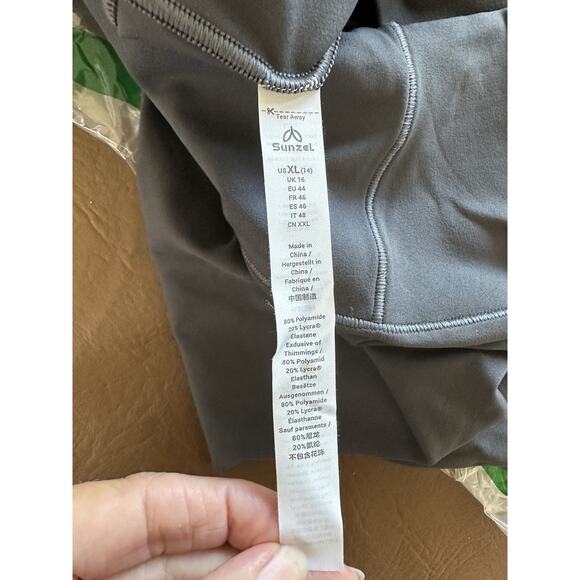 Tear Away
Sunzel
US XL (14)
UK 16
EU 44
FR 46
ES 46
IT 48
CN XXL
Made in
China /
Hergestellt in
China /
Fabriqué en
China /
中国制造
80% Polyamide
20% Lycra®
Elastane
Exclusive of
Thimmings /
80% Polyamid
20% Lycra®
Elasthan
Besätze
Ausgenommen /
80% Polyamide
20% Lycra®
Élasthanne
Sauf parements /
80%尼龙
20%氨纶
不包含花饰